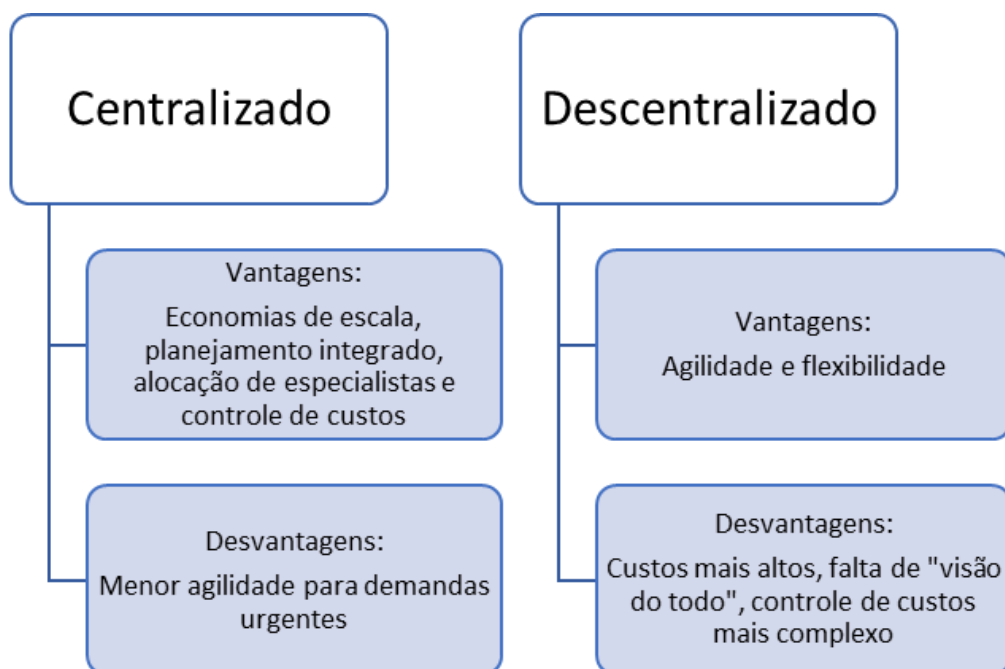 Centralizado
Vantagens:
Economias de escala,
planejamento integrado,
alocação de especialistas e
controle de custos
Desvantagens:
Menor agilidade para demandas
urgentes
Descentralizado
Vantagens:
Agilidade e flexibilidade
Desvantagens:
Custos mais altos, falta de "visão
do todo", controle de custos
mais complexo